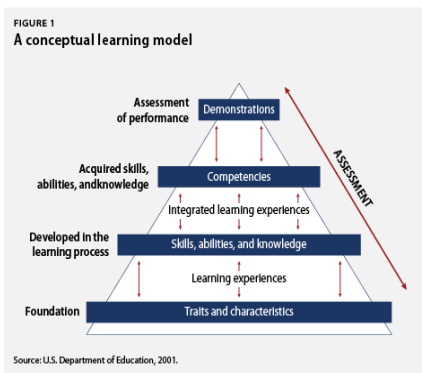 FIGURE 1
A conceptual learning model
Assessment
of performance
Demonstrations
Acquired skills,
abilities, andknowledge
Competencies
Integrated learning experiences
ASSESSMENT
Developed in the
learning process
Skills, abilities, and knowledge
Learning experiences
Foundation
Traits and characteristics
Source: U.S. Department of Education, 2001.